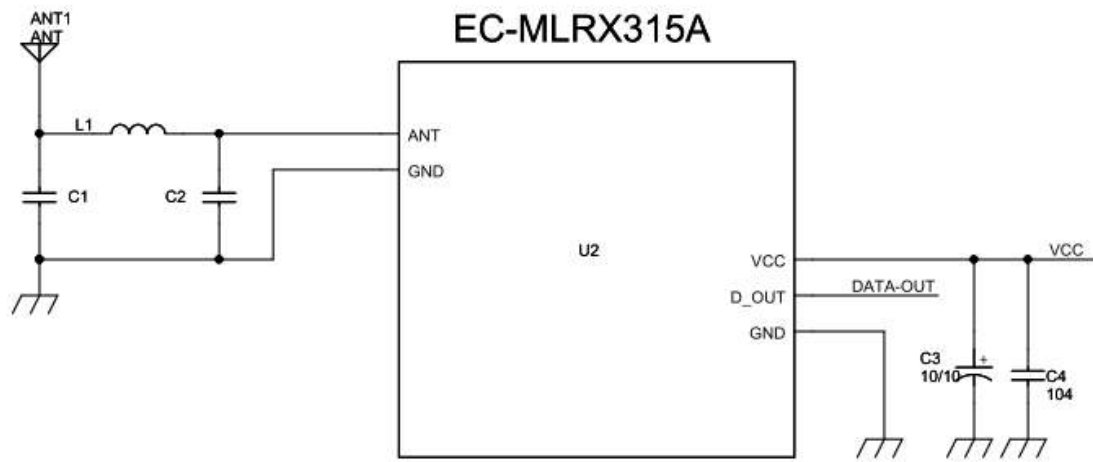 EC-MLRX315A
ANT1
ANT
L1
ANT
GND
C1
C2
U2
VCC
VCC
D_OUT
DATA-OUT
GND
C3
10/10
+
C4
104